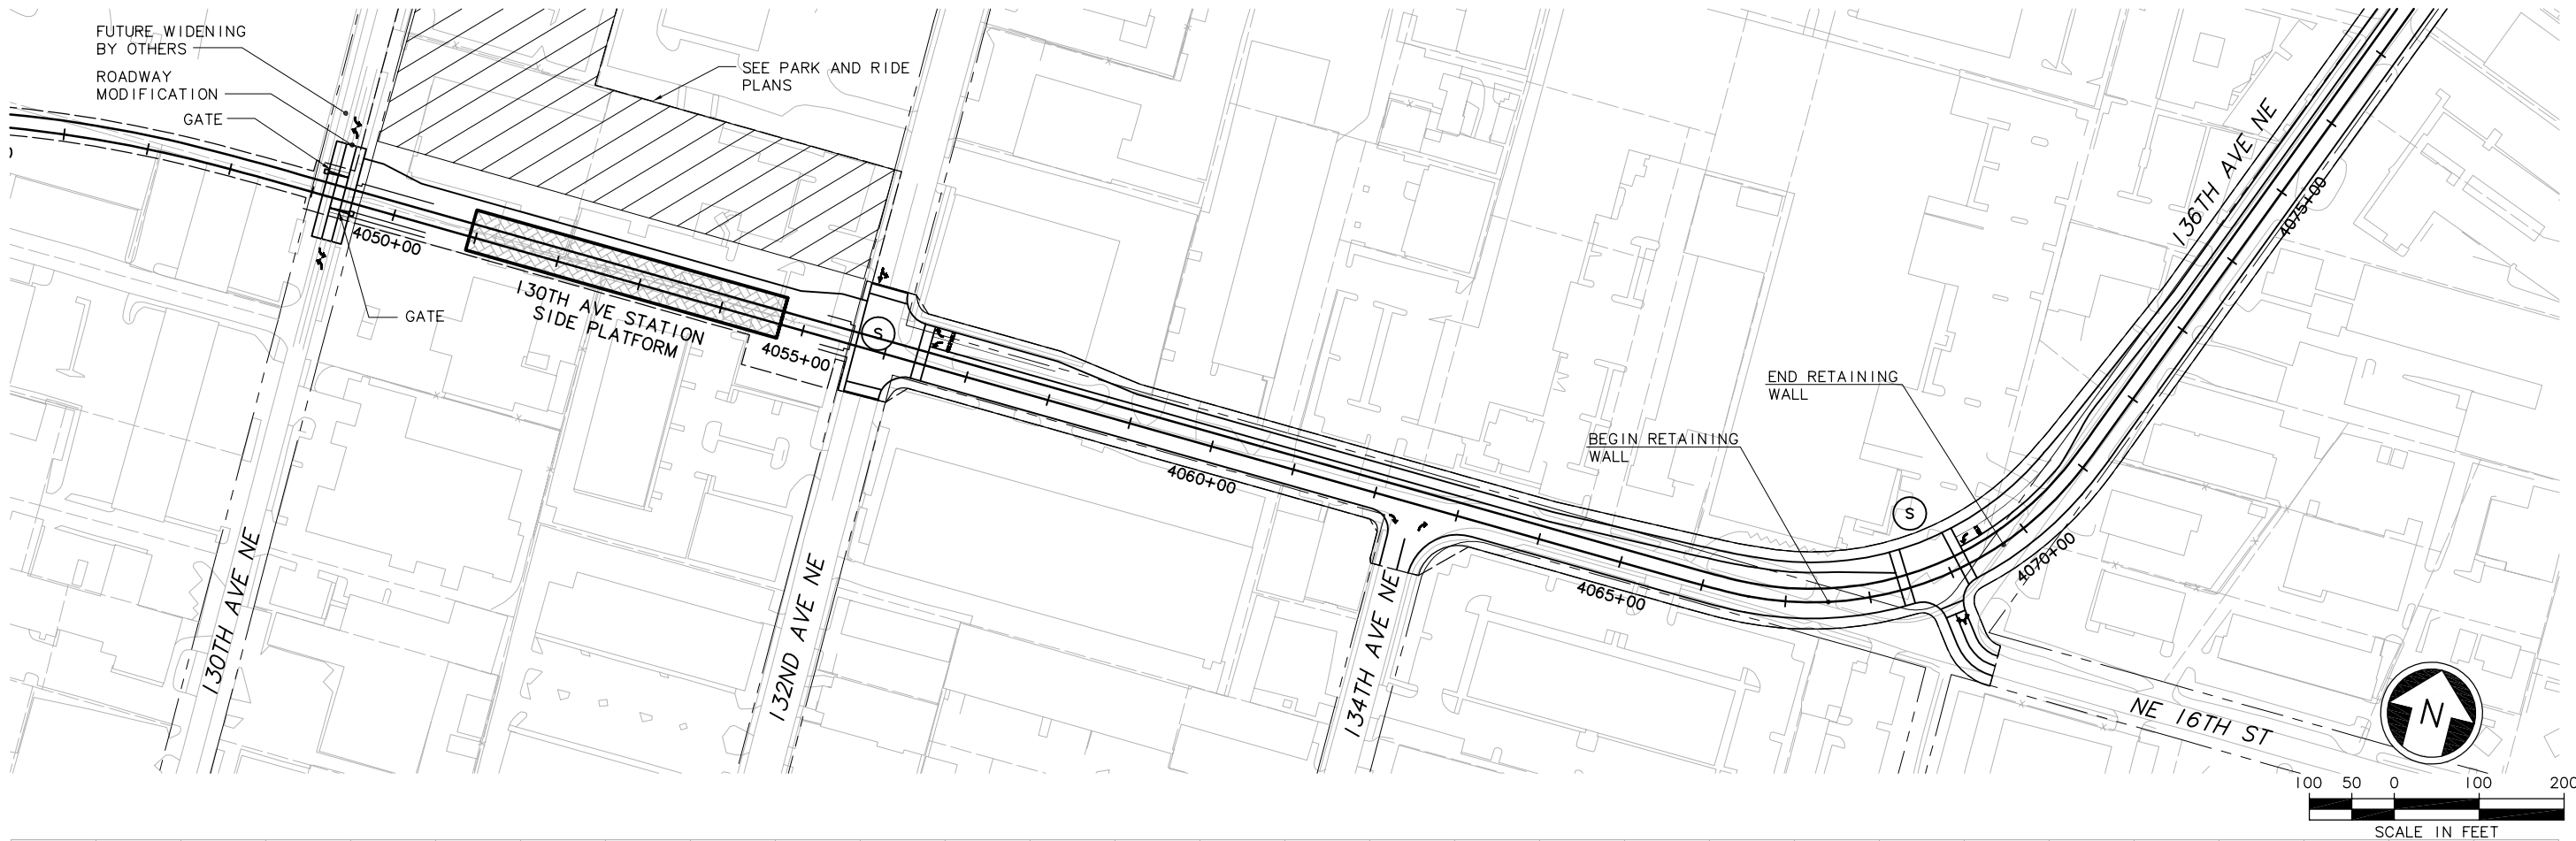 FUTURE WIDENING
BY OTHERS
ROADWAY
MODIFICATION
GATE
SEE PARK AND RIDE
PLANS
4050+00
GATE
130TH AVE STATION
SIDE PLATFORM
4055+00
S
4060+00
BEGIN RETAINING
WALL
END RETAINING
WALL
S
4065+00
4070+00
4075+00
136TH AVE NE
130TH AVE NE
132ND AVE NE
134TH AVE NE
NE 16TH ST
N
100 50 0 100 200
SCALE IN FEET